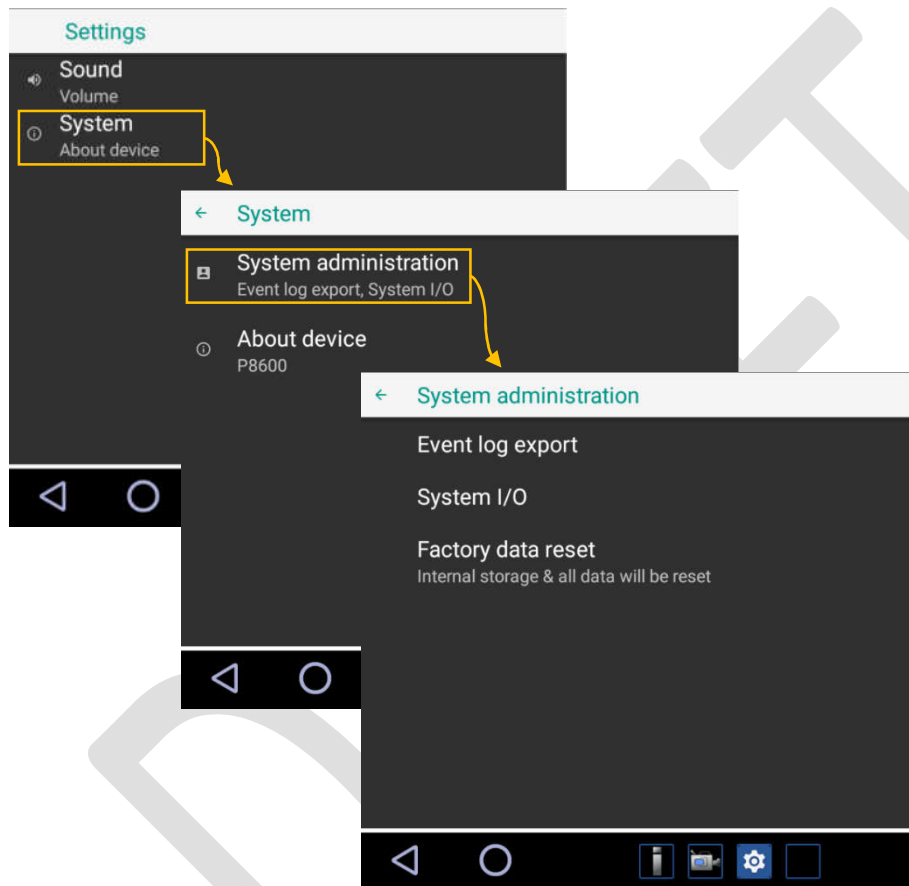 Settings
Sound
Volume
System
About device
System
System administration
Event log export, System I/O
About device
P8600
System administration
Event log export
System I/O
Factory data reset
Internal storage & all data will be reset